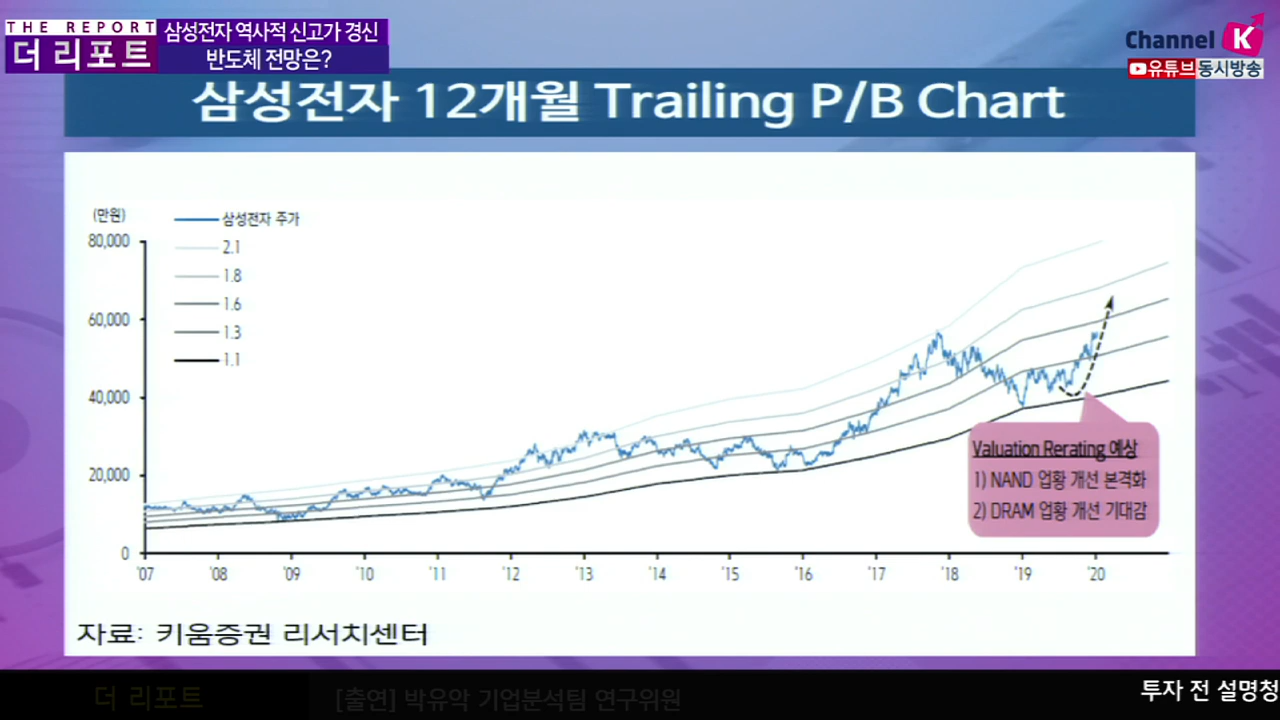 THE REPORT
더 리포트
삼성전자 역사적 신고가 경신
반도체 전망은?
Channel K
유튜브 동시방송
삼성전자 12개월 Trailing P/B Chart
(만원)
80,000
60,000
40,000
20,000
0
삼성전자 주가
2.1
1.8
1.6
1.3
1.1
'07 '08 '09 '10 '11 '12 '13 '14 '15 '16 '17 '18 '19 '20
Valuation Rerating 예상
1) NAND 업황 개선 본격화
2) DRAM 업황 개선 기대감
자료: 키움증권 리서치센터
더 리포트
[출연] 박유악 기업분석팀 연구위원
투자 전 설명청